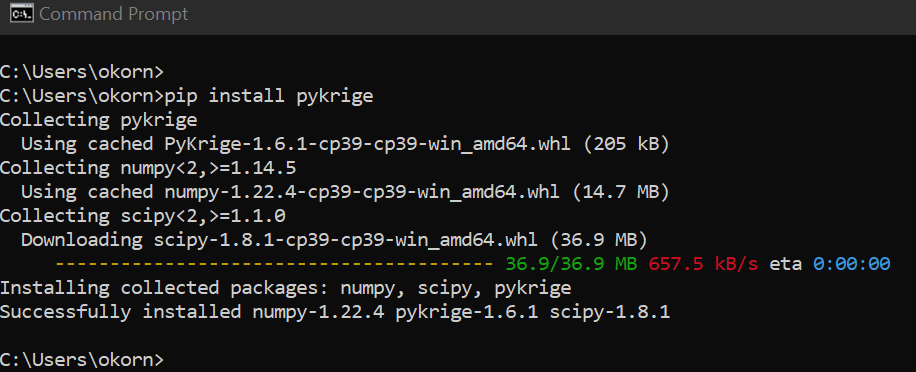 Command Prompt
C:\Users\okorn>
C:\Users\okorn>pip install pykrige
Collecting pykrige
  Using cached PyKrige-1.6.1-cp39-cp39-win_amd64.whl (205 kB)
Collecting numpy<2,>=1.14.5
  Using cached numpy-1.22.4-cp39-cp39-win_amd64.whl (14.7 MB)
Collecting scipy<2,>=1.1.0
  Downloading scipy-1.8.1-cp39-cp39-win_amd64.whl (36.9 MB)
     ---------------------------------------- 36.9/36.9 MB 657.5 kB/s eta 0:00:00
Installing collected packages: numpy, scipy, pykrige
Successfully installed numpy-1.22.4 pykrige-1.6.1 scipy-1.8.1
C:\Users\okorn>